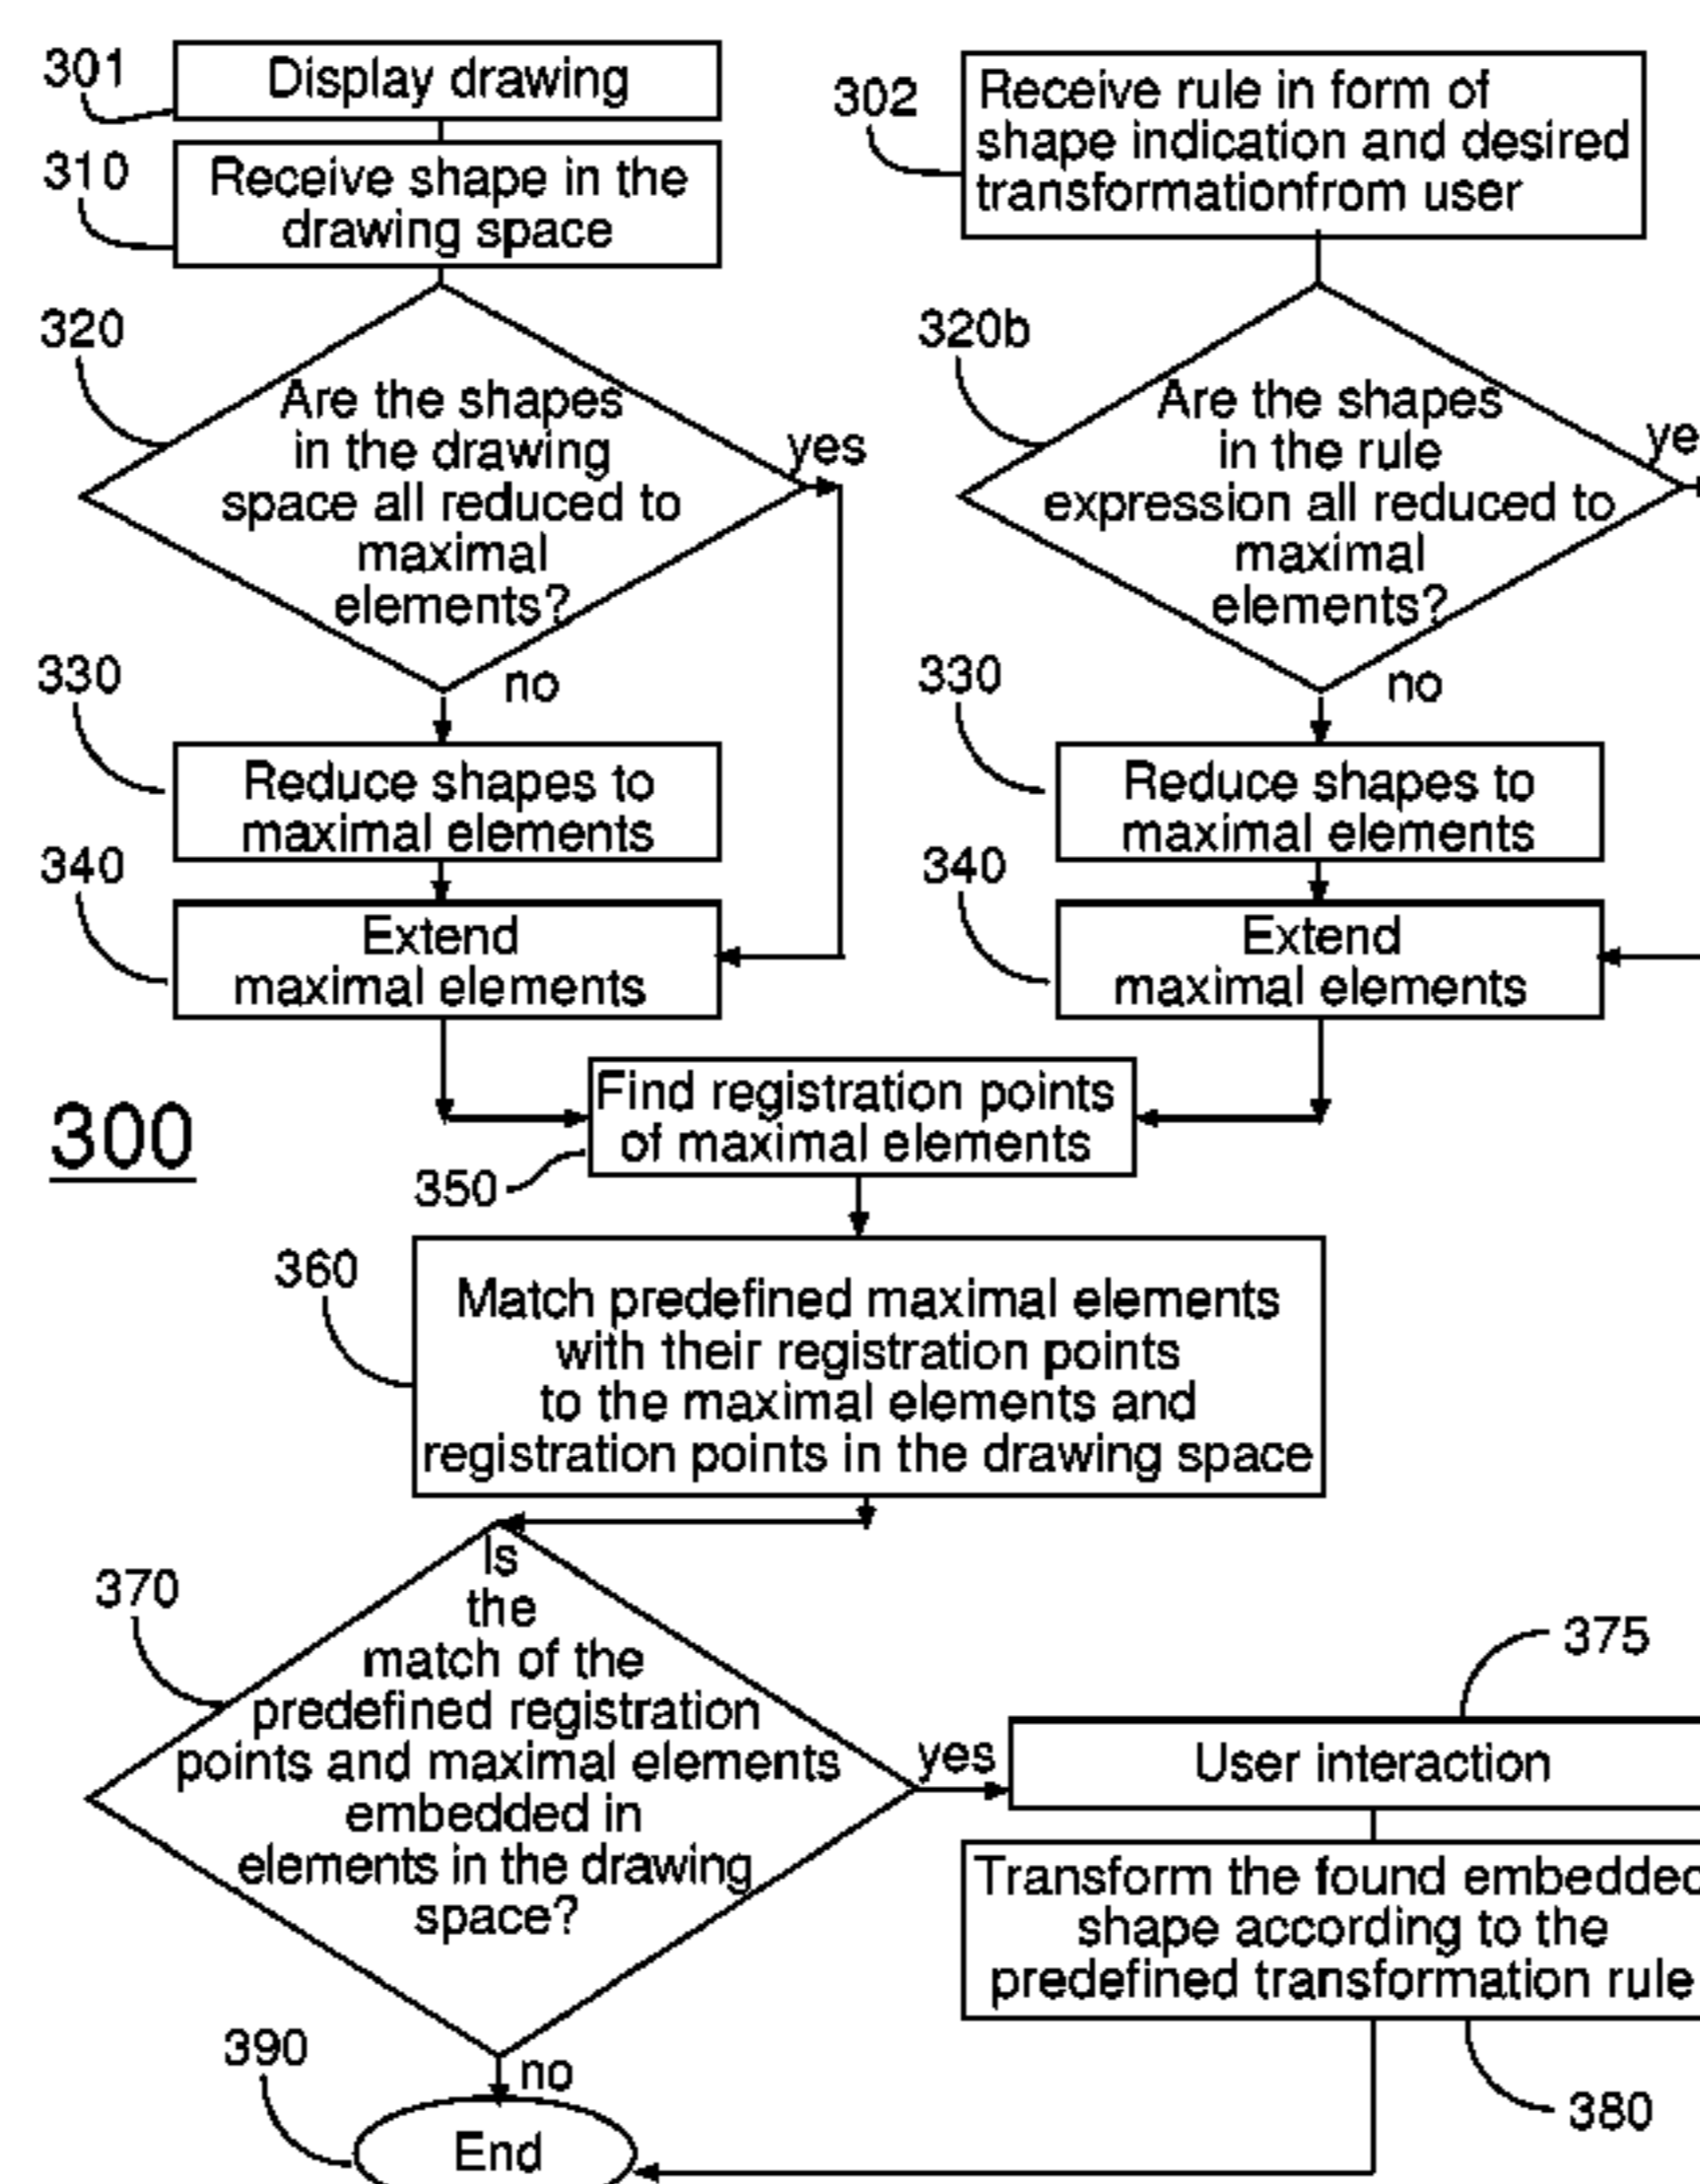 301
Display drawing
310
Receive shape in the
drawing space
302
Receive rule in form of
shape indication and desired
transformationfrom user
320
Are the shapes
in the drawing
space all reduced to
maximal
elements?
yes
no
320b
Are the shapes
in the rule
expression all reduced to
maximal
elements?
ye
no
330
Reduce shapes to
maximal elements
330
Reduce shapes to
maximal elements
340
Extend
maximal elements
340
Extend
maximal elements
300
Find registration points
of maximal elements
350
360
Match predefined maximal elements
with their registration points
to the maximal elements and
registration points in the drawing space
370
Is
the
match of the
predefined registration
points and maximal elements
embedded in
elements in the drawing
space?
yes
375
User interaction
Transform the found embedded
shape according to the
predefined transformation rule
380
no
390
End